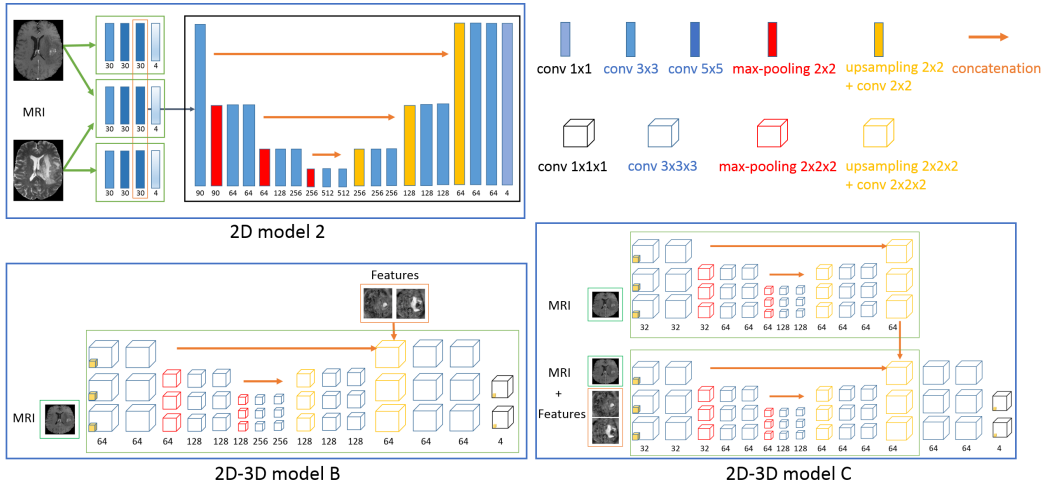 MRI
30 30 30 4
30 30 30 4
30 30 30 4
90 90 64 64 64 128 256 256 512 512 256 256 256 128 128 128 64 64 64 4
2D model 2
conv 1x1 conv 3x3 conv 5x5 max-pooling 2x2 upsampling 2x2 concatenation
+ conv 2x2
conv 1x1x1 conv 3x3x3 max-pooling 2x2x2 upsampling 2x2x2
+ conv 2x2x2
Features
MRI
64 64 64 128 128 128 256 256 128 128 128 64 64 64 4
2D-3D model B
MRI
32 32 32 64 64 64 128 128 64 64 64 64
MRI
+
Features
32 32 32 64 64 64 128 128 64 64 64 64 64 64 4
2D-3D model C